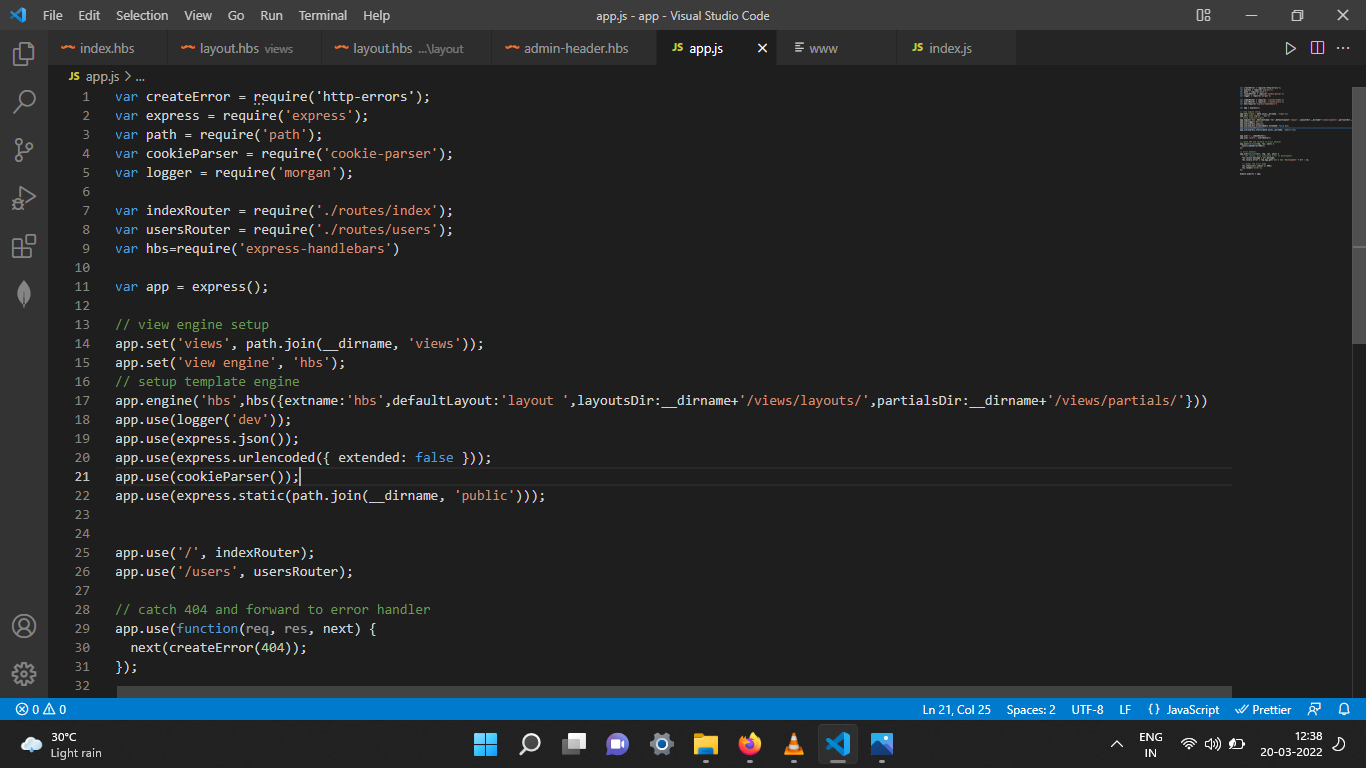 File Edit Selection View Go Run Terminal Help
app.js - app - Visual Studio Code
index.hbs
layout.hbs views
layout.hbs ...\layout
admin-header.hbs
JS app.js
www
JS index.js
JS app.js > ...
1 var createError = require('http-errors');
2 var express = require('express');
3 var path = require('path');
4 var cookieParser = require('cookie-parser');
5 var logger = require('morgan');
6
7 var indexRouter = require('./routes/index');
8 var usersRouter = require('./routes/users');
9 var hbs=require('express-handlebars')
10
11 var app = express();
12
13 // view engine setup
14 app.set('views', path.join(__dirname, 'views'));
15 app.set('view engine', 'hbs');
16 // setup template engine
17 app.engine('hbs',hbs({extname:'hbs',defaultLayout:'layout ',layoutsDir:__dirname+'/views/layouts/',partialsDir:__dirname+'/views/partials/'}))
18 app.use(logger('dev'));
19 app.use(express.json());
20 app.use(express.urlencoded({ extended: false }));
21 app.use(cookieParser());
22 app.use(express.static(path.join(__dirname, 'public')));
23
24
25 app.use('/', indexRouter);
26 app.use('/users', usersRouter);
27
28 // catch 404 and forward to error handler
29 app.use(function(req, res, next) {
30   next(createError(404));
31 });
32
0 0
Ln 21, Col 25 Spaces: 2 UTF-8 LF {} JavaScript Prettier
30°C
Light rain
ENG
IN
12:38
20-03-2022